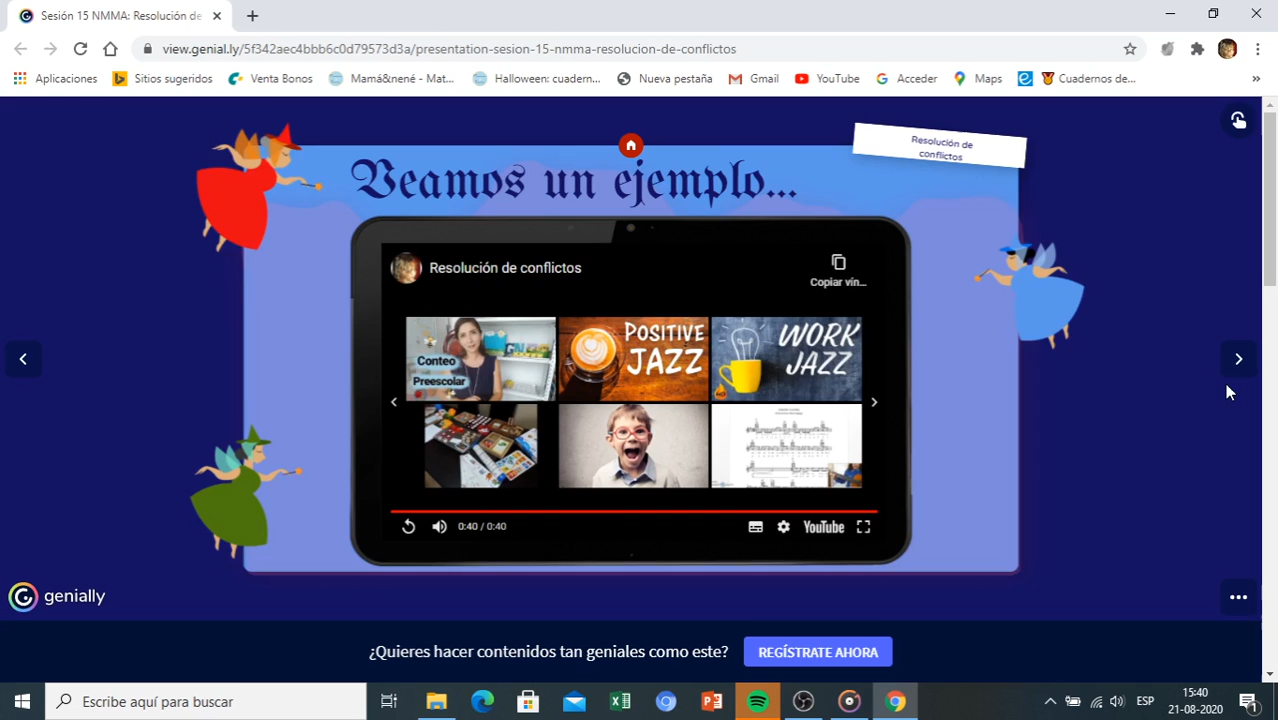 Sesión 15 NMMA: Resolución de
view.genial.ly/5f342aec4bbb6c0d79573d3a/presentation-sesion-15-nmma-resolucion-de-conflictos
Aplicaciones
Sitios sugeridos
Venta Bonos
Mamá&nené - Mat...
Halloween: cuadern...
Nueva pestaña
Gmail
YouTube
Acceder
Maps
Cuadernos de...
Resolución de
conflictos
Veamos un ejemplo...
Resolución de conflictos
Copiar vín...
Conteo
Preescolar
POSITIVE
JAZZ
WORK
JAZZ
0:40 / 0:40
YouTube
genially
¿Quieres hacer contenidos tan geniales como este?
REGÍSTRATE AHORA
Escribe aquí para buscar
ESP
15:40
21-08-2020